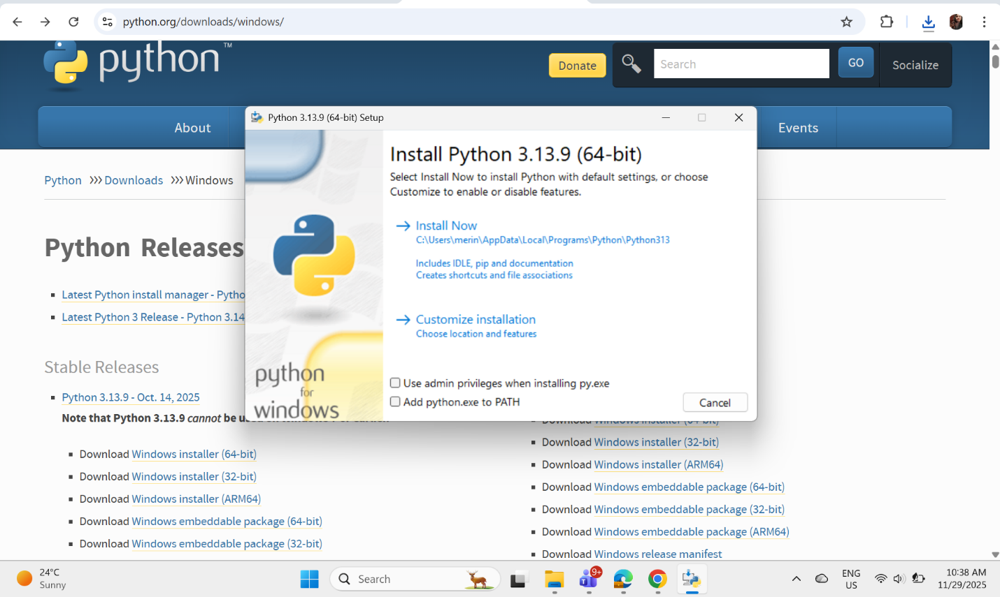 python.org/downloads/windows/
python™
Donate
Search
GO
Socialize
About
Events
Python >>> Downloads >>> Windows
Python Releases
Latest Python install manager - Pytho
Latest Python 3 Release - Python 3.14
Stable Releases
Python 3.13.9 - Oct. 14, 2025
Note that Python 3.13.9 cannot be
Download Windows installer (64-bit)
Download Windows installer (32-bit)
Download Windows installer (ARM64)
Download Windows embeddable package (64-bit)
Download Windows embeddable package (32-bit)
Python 3.13.9 (64-bit) Setup
Install Python 3.13.9 (64-bit)
Select Install Now to install Python with default settings, or choose
Customize to enable or disable features.
Install Now
C:\Users\merin\AppData\Local\Programs\Python\Python313
Includes IDLE, pip and documentation
Creates shortcuts and file associations
Customize installation
Choose location and features
python
for
windows
Use admin privileges when installing py.exe
Add python.exe to PATH
Cancel
Download Windows installer (64-bit)
Download Windows installer (32-bit)
Download Windows installer (ARM64)
Download Windows embeddable package (64-bit)
Download Windows embeddable package (32-bit)
Download Windows embeddable package (ARM64)
Download Windows release manifest
24°C
Sunny
Search
9+
ENG
US
10:38 AM
11/29/2025